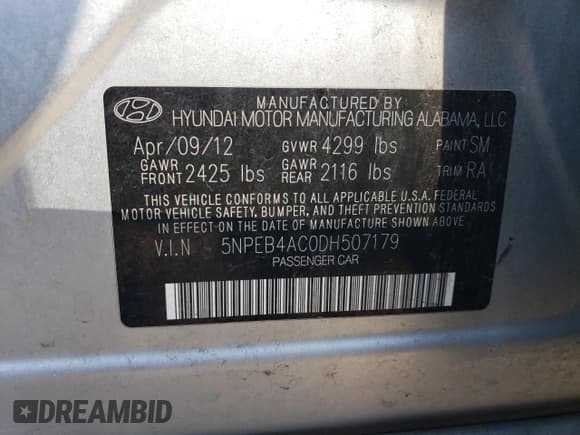 MANUFACTURED BY
HYUNDAI MOTOR MANUFACTURING ALABAMA, LLC
Apr/09/12 GVWR 4299 lbs PAINT SM
GAWR FRONT 2425 lbs GAWR REAR 2116 lbs TRIM RAI
THIS VEHICLE CONFORMS TO ALL APPLICABLE U.S.A. FEDERAL
MOTOR VEHICLE SAFETY, BUMPER, AND THEFT PREVENTION STANDARDS
IN EFFECT ON THE DATE OF MANUFACTURE SHOWN ABOVE
V.I.N 5NPEB4AC0DH507179
PASSENGER CAR
DREAMBID